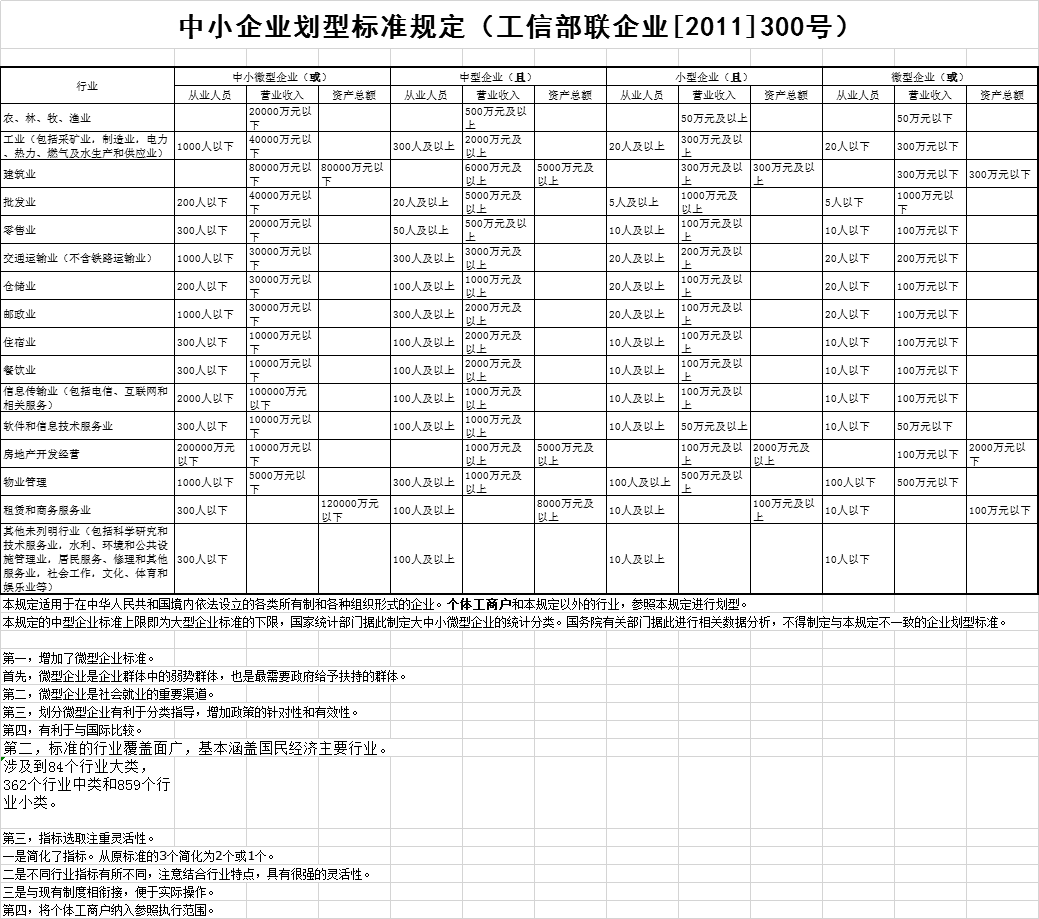 中小企业划型标准规定（工信部联企业[2011]300号）
行业 中小微型企业（或） 中型企业（且） 小型企业（且） 微型企业（或）
从业人员 营业收入 资产总额 从业人员 营业收入 资产总额 从业人员 营业收入 资产总额 从业人员 营业收入 资产总额
农、林、牧、渔业 20000万元以下 500万元及以上 50万元及以上 50万元以下
工业（包括采矿业，制造业，电力、热力、燃气及水生产和供应业） 1000人以下 40000万元以下 300人及以上 2000万元及以上 20人及以上 300万元及以上 20人以下 300万元以下
建筑业 80000万元以下 80000万元以下 6000万元及以上 5000万元及以上 300万元及以上 300万元及以上 300万元以下 300万元以下
批发业 200人以下 40000万元以下 20人及以上 5000万元及以上 5人及以上 1000万元及以上 5人以下 1000万元以下
零售业 300人以下 20000万元以下 50人及以上 500万元及以上 10人及以上 100万元及以上 10人以下 100万元以下
交通运输业（不含铁路运输业） 1000人以下 30000万元以下 300人及以上 3000万元及以上 20人及以上 200万元及以上 20人以下 200万元以下
仓储业 200人以下 30000万元以下 100人及以上 1000万元及以上 20人及以上 100万元及以上 20人以下 100万元以下
邮政业 1000人以下 30000万元以下 300人及以上 2000万元及以上 20人及以上 100万元及以上 20人以下 100万元以下
住宿业 300人以下 10000万元以下 100人及以上 2000万元及以上 10人及以上 100万元及以上 10人以下 100万元以下
餐饮业 300人以下 10000万元以下 100人及以上 2000万元及以上 10人及以上 100万元及以上 10人以下 100万元以下
信息传输业（包括电信、互联网和相关服务） 2000人以下 100000万元以下 100人及以上 1000万元及以上 10人及以上 100万元及以上 10人以下 100万元以下
软件和信息技术服务业 300人以下 10000万元以下 100人及以上 1000万元及以上 10人及以上 50万元及以上 10人以下 50万元以下
房地产开发经营 200000万元以下 10000万元以下 1000万元及以上 5000万元及以上 100万元及以上 2000万元及以上 100万元以下 2000万元以下
物业管理 1000人以下 5000万元以下 300人及以上 1000万元及以上 100人及以上 500万元及以上 100人以下 500万元以下
租赁和商务服务业 300人以下 120000万元以下 100人及以上 8000万元及以上 10人及以上 100万元及以上 10人以下 100万元以下
其他未列明行业（包括科学研究和技术服务业，水利、环境和公共设施管理业，居民服务、修理和其他服务业，社会工作，文化、体育和娱乐业等） 300人以下 100人及以上 10人及以上 10人以下
本规定适用于在中华人民共和国境内依法设立的各类所有制和各种组织形式的企业。个体工商户和本规定以外的行业，参照本规定进行划型。
本规定的中型企业标准上限即为大型企业标准的下限，国家统计部门据此制定大中小微型企业的统计分类。国务院有关部门据此进行相关数据分析，不得制定与本规定不一致的企业划型标准。
第一，增加了微型企业标准。
首先，微型企业是企业群体中的弱势群体，也是最需要政府给予扶持的群体。
第二，微型企业是社会就业的重要渠道。
第三，划分微型企业有利于分类指导，增加政策的针对性和有效性。
第四，有利于与国际比较。
第二，标准的行业覆盖面广，基本涵盖国民经济主要行业。
涉及到84个行业大类，
362个行业中类和859个行
业小类。
第三，指标选取注重灵活性。
一是简化了指标。从原标准的3个简化为2个或1个。
二是不同行业指标有所不同，注意结合行业特点，具有很强的灵活性。
三是与现有制度相衔接，便于实际操作。
第四，将个体工商户纳入参照执行范围。